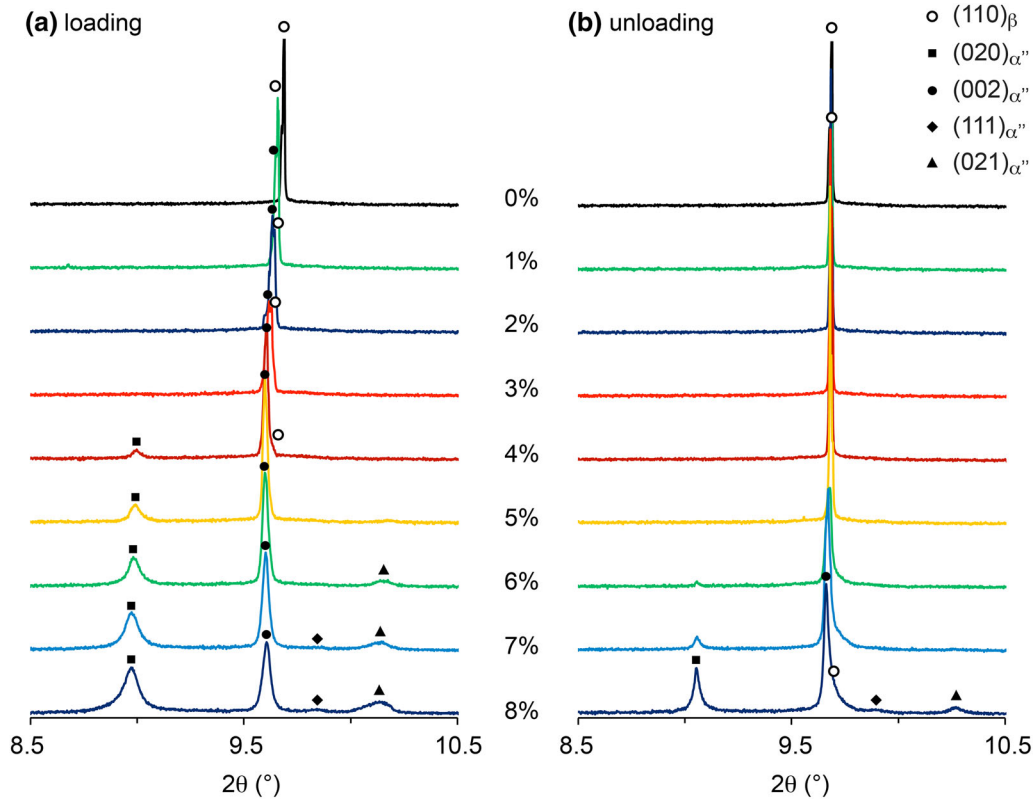 (a) loading
(b) unloading
(110)β
(020)α"
(002)α"
(111)α"
(021)α"
0%
1%
2%
3%
4%
5%
6%
7%
8%
8.5 9.5 10.5
8.5 9.5 10.5
2θ (°)
2θ (°)